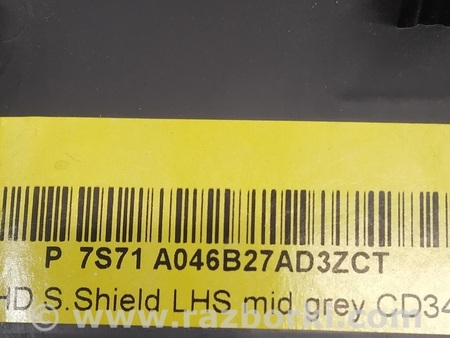 P 7S71 A046B27AD3ZCT
HD S.Shield LHS mid grey CD34
www.razborki.com